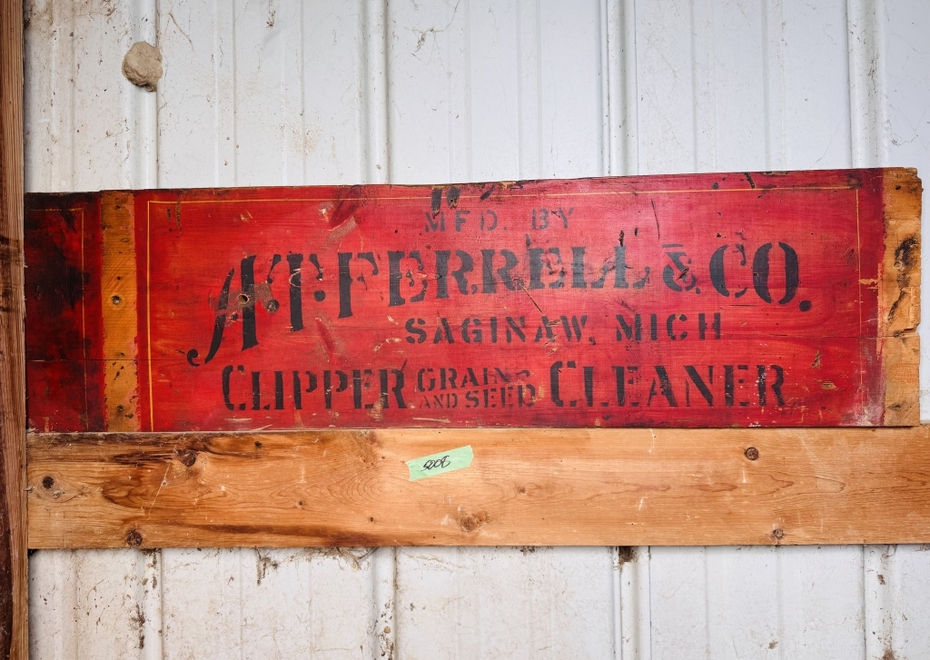 MFD. BY
A.T. FERRELL & CO.
SAGINAW, MICH
CLIPPER GRAIN AND SEED CLEANER